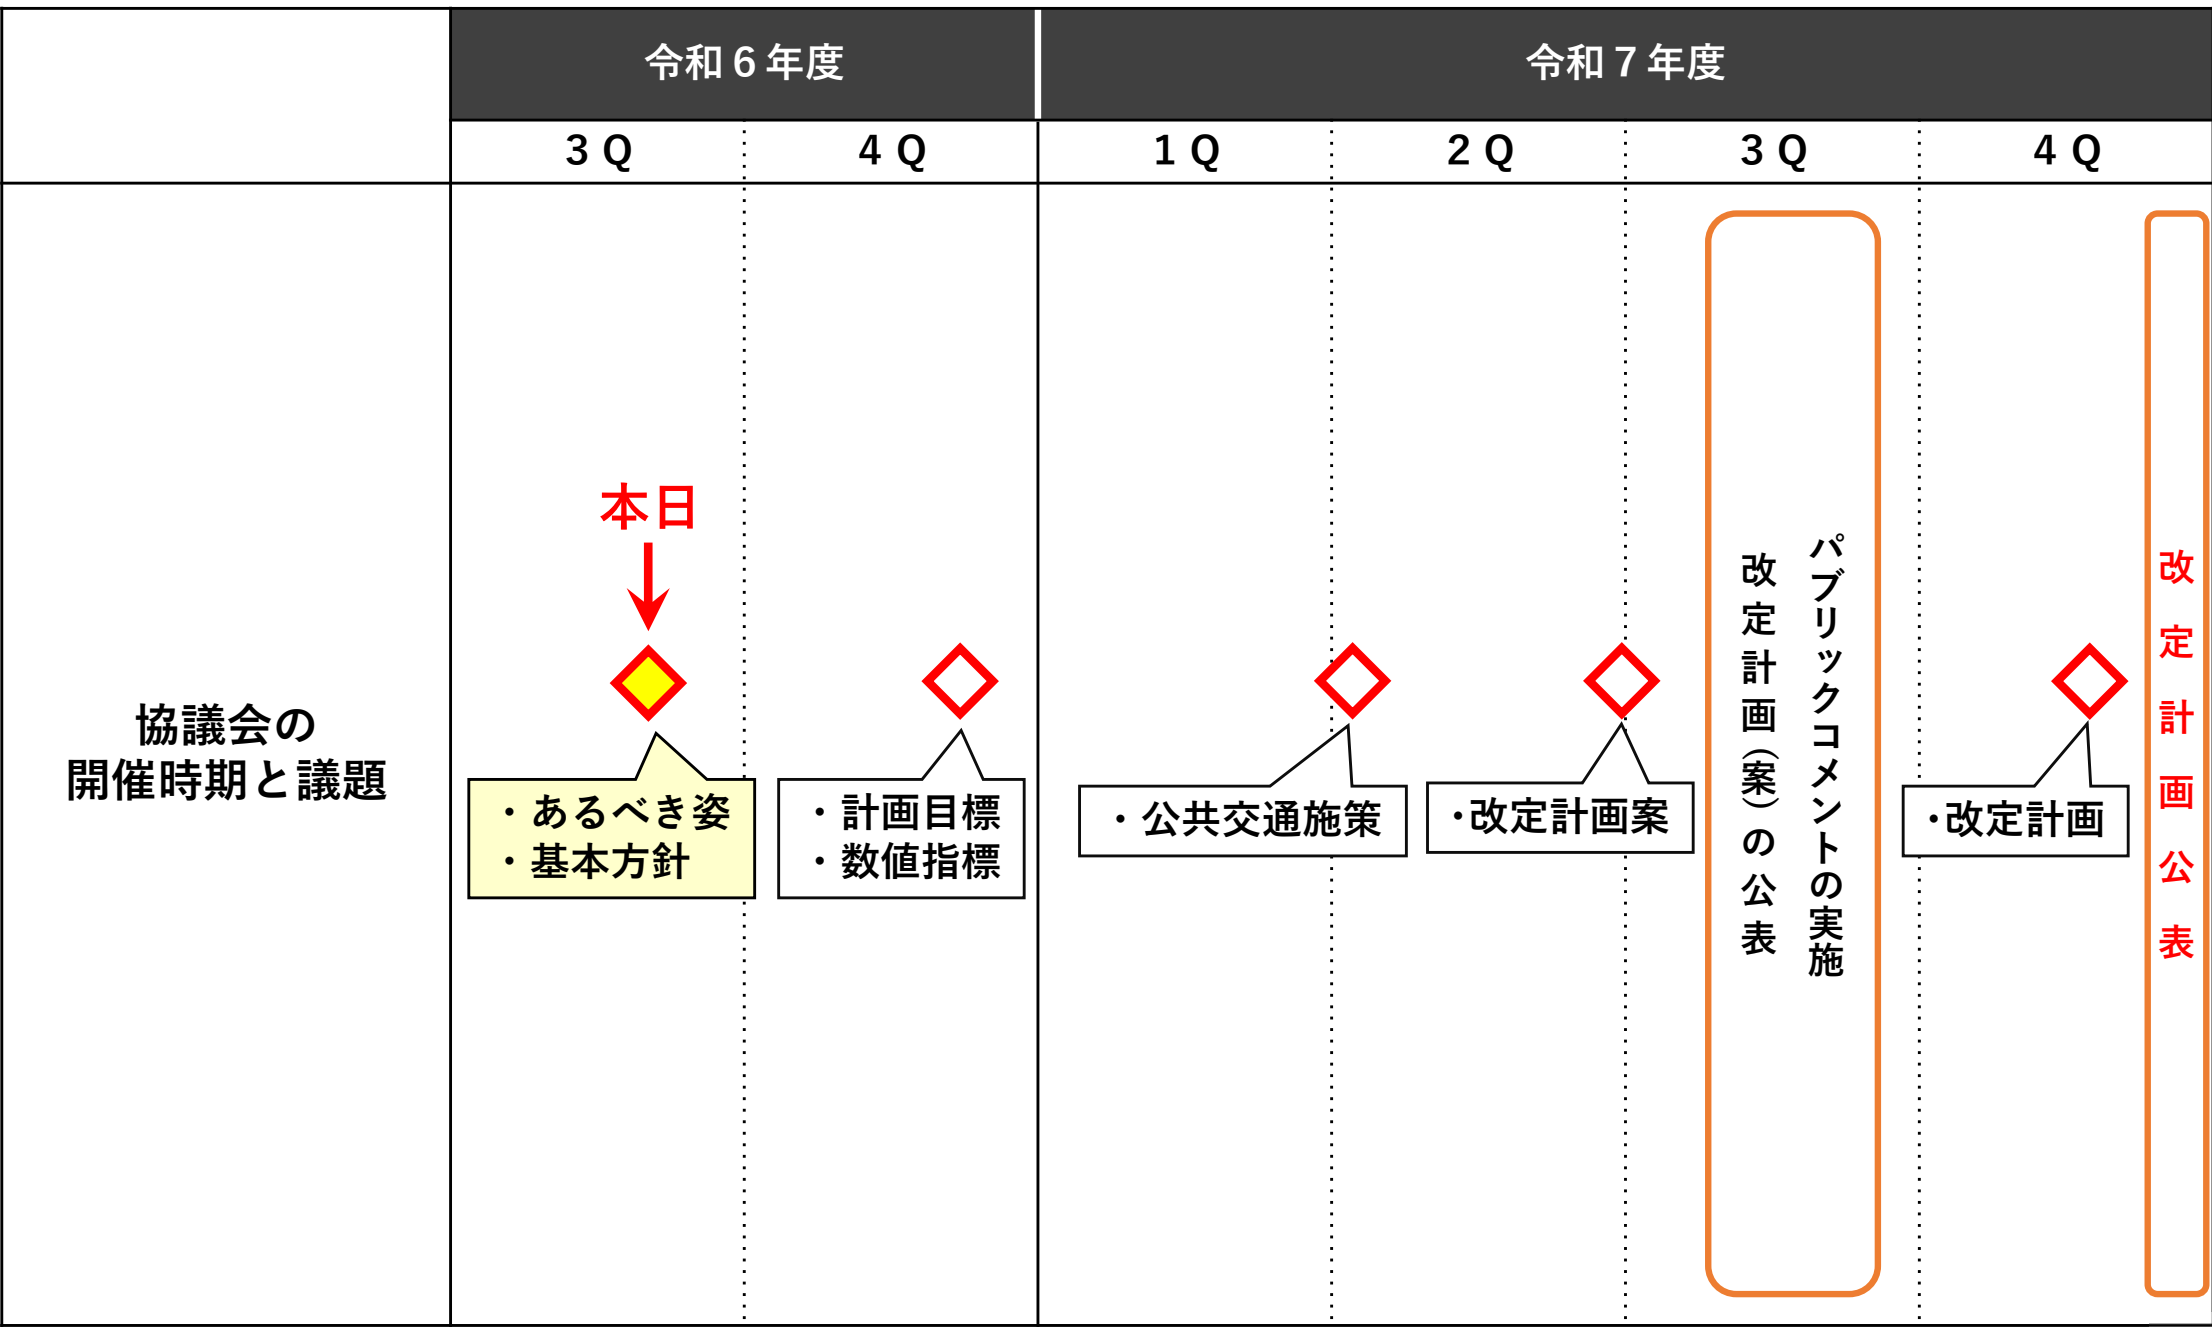 令和６年度
令和７年度
３Ｑ
４Ｑ
１Ｑ
２Ｑ
３Ｑ
４Ｑ
協議会の
開催時期と議題
本日
・あるべき姿
・基本方針
・計画目標
・数値指標
・公共交通施策
・改定計画案
パブリックコメントの実施
改定計画（案）の公表
・改定計画
改定計画公表